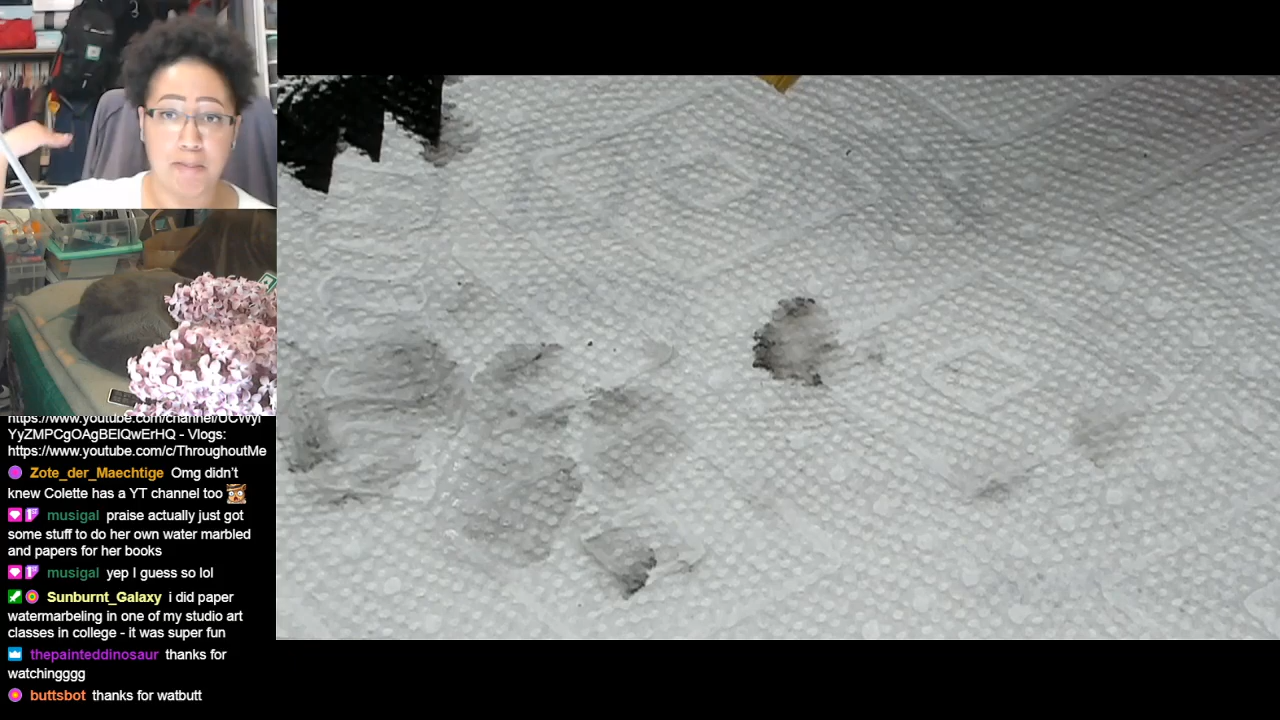 https://www.youtube.com/channel/UCWyl
YyZMPCgOAgBEIQwErHQ - Vlogs:
https://www.youtube.com/c/ThroughoutMe
Zote_der_Maechtige Omg didn't
knew Colette has a YT channel too
musigal praise actually just got
some stuff to do her own water marbled
and papers for her books
musigal yep I guess so lol
Sunburnt_Galaxy i did paper
watermarbeling in one of my studio art
classes in college - it was super fun
thepainteddinosaur thanks for
watchingggg
buttsbot thanks for watbutt